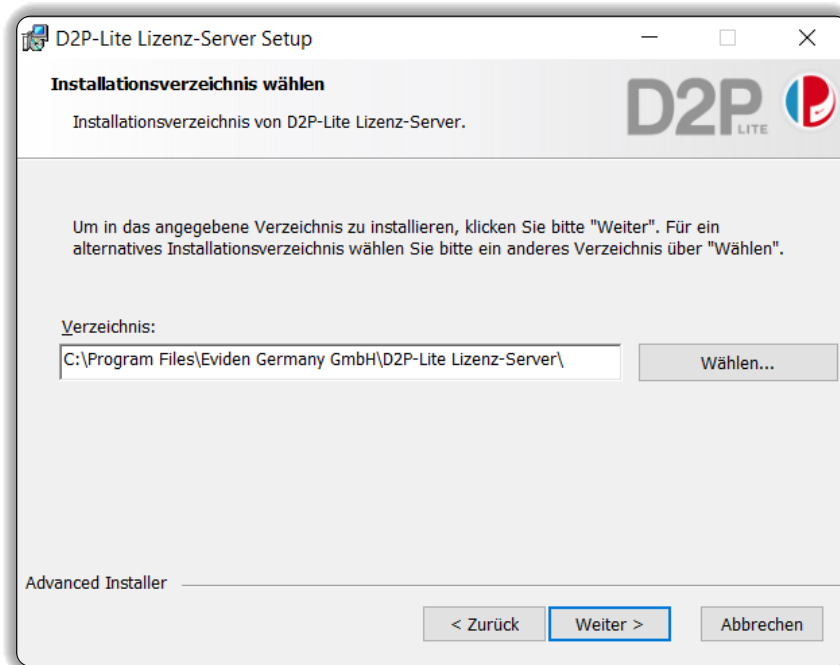 D2P-Lite Lizenz-Server Setup
Installationsverzeichnis wählen
Installationsverzeichnis von D2P-Lite Lizenz-Server.
D2P LITE
Um in das angegebene Verzeichnis zu installieren, klicken Sie bitte "Weiter". Für ein
alternatives Installationsverzeichnis wählen Sie bitte ein anderes Verzeichnis über "Wählen".
Verzeichnis:
C:\Program Files\Eviden Germany GmbH\D2P-Lite Lizenz-Server\
Wählen...
Advanced Installer
< Zurück
Weiter >
Abbrechen